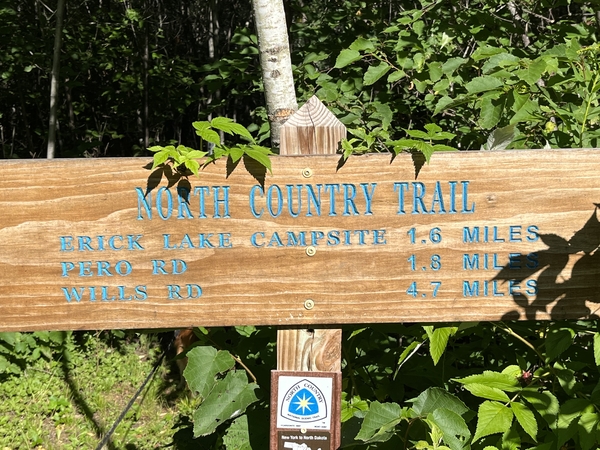 NORTH COUNTRY TRAIL
ERICK LAKE CAMPSITE 1.6 MILES
PERO RD 1.8 MILES
WILLS RD 4.7 MILES
NORTH COUNTRY
New York to North Dakota